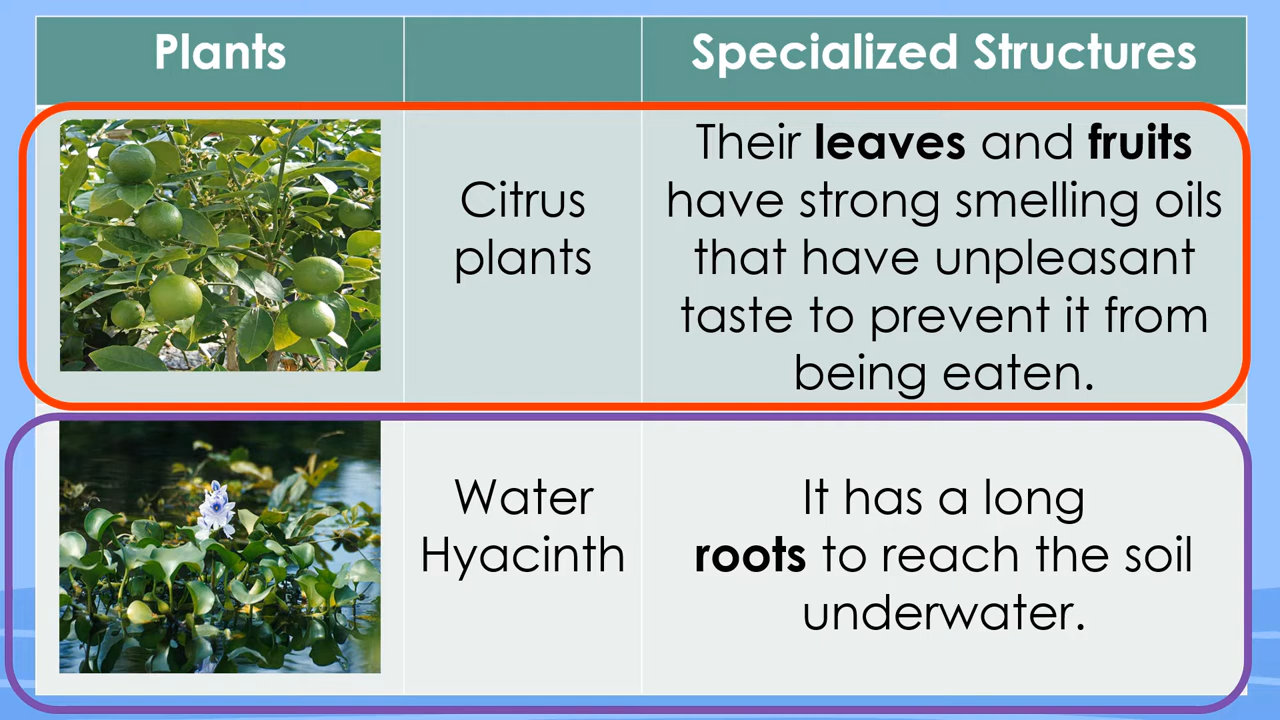 Plants
Specialized Structures
Citrus
plants
Their leaves and fruits
have strong smelling oils
that have unpleasant
taste to prevent it from
being eaten.
Water
Hyacinth
It has a long
roots to reach the soil
underwater.